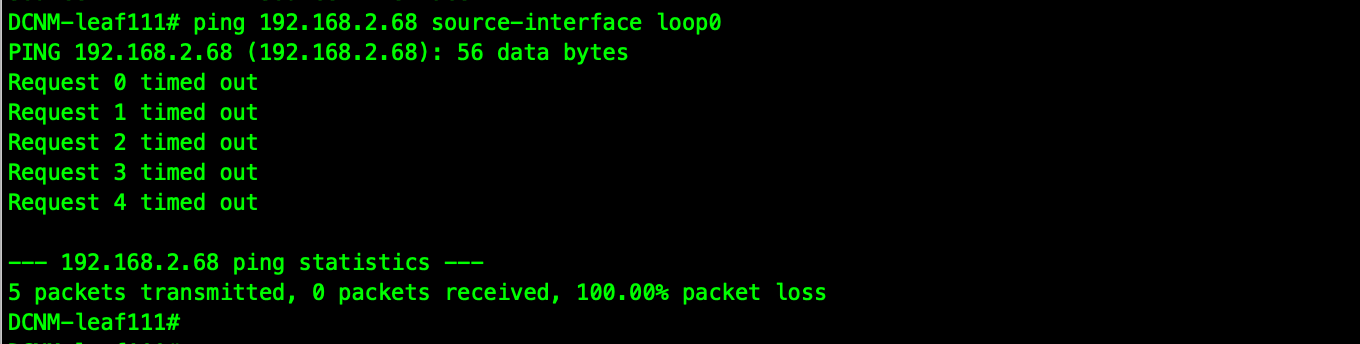 DCNM-leaf111# ping 192.168.2.68 source-interface loop0
PING 192.168.2.68 (192.168.2.68): 56 data bytes
Request 0 timed out
Request 1 timed out
Request 2 timed out
Request 3 timed out
Request 4 timed out
--- 192.168.2.68 ping statistics ---
5 packets transmitted, 0 packets received, 100.00% packet loss
DCNM-leaf111#